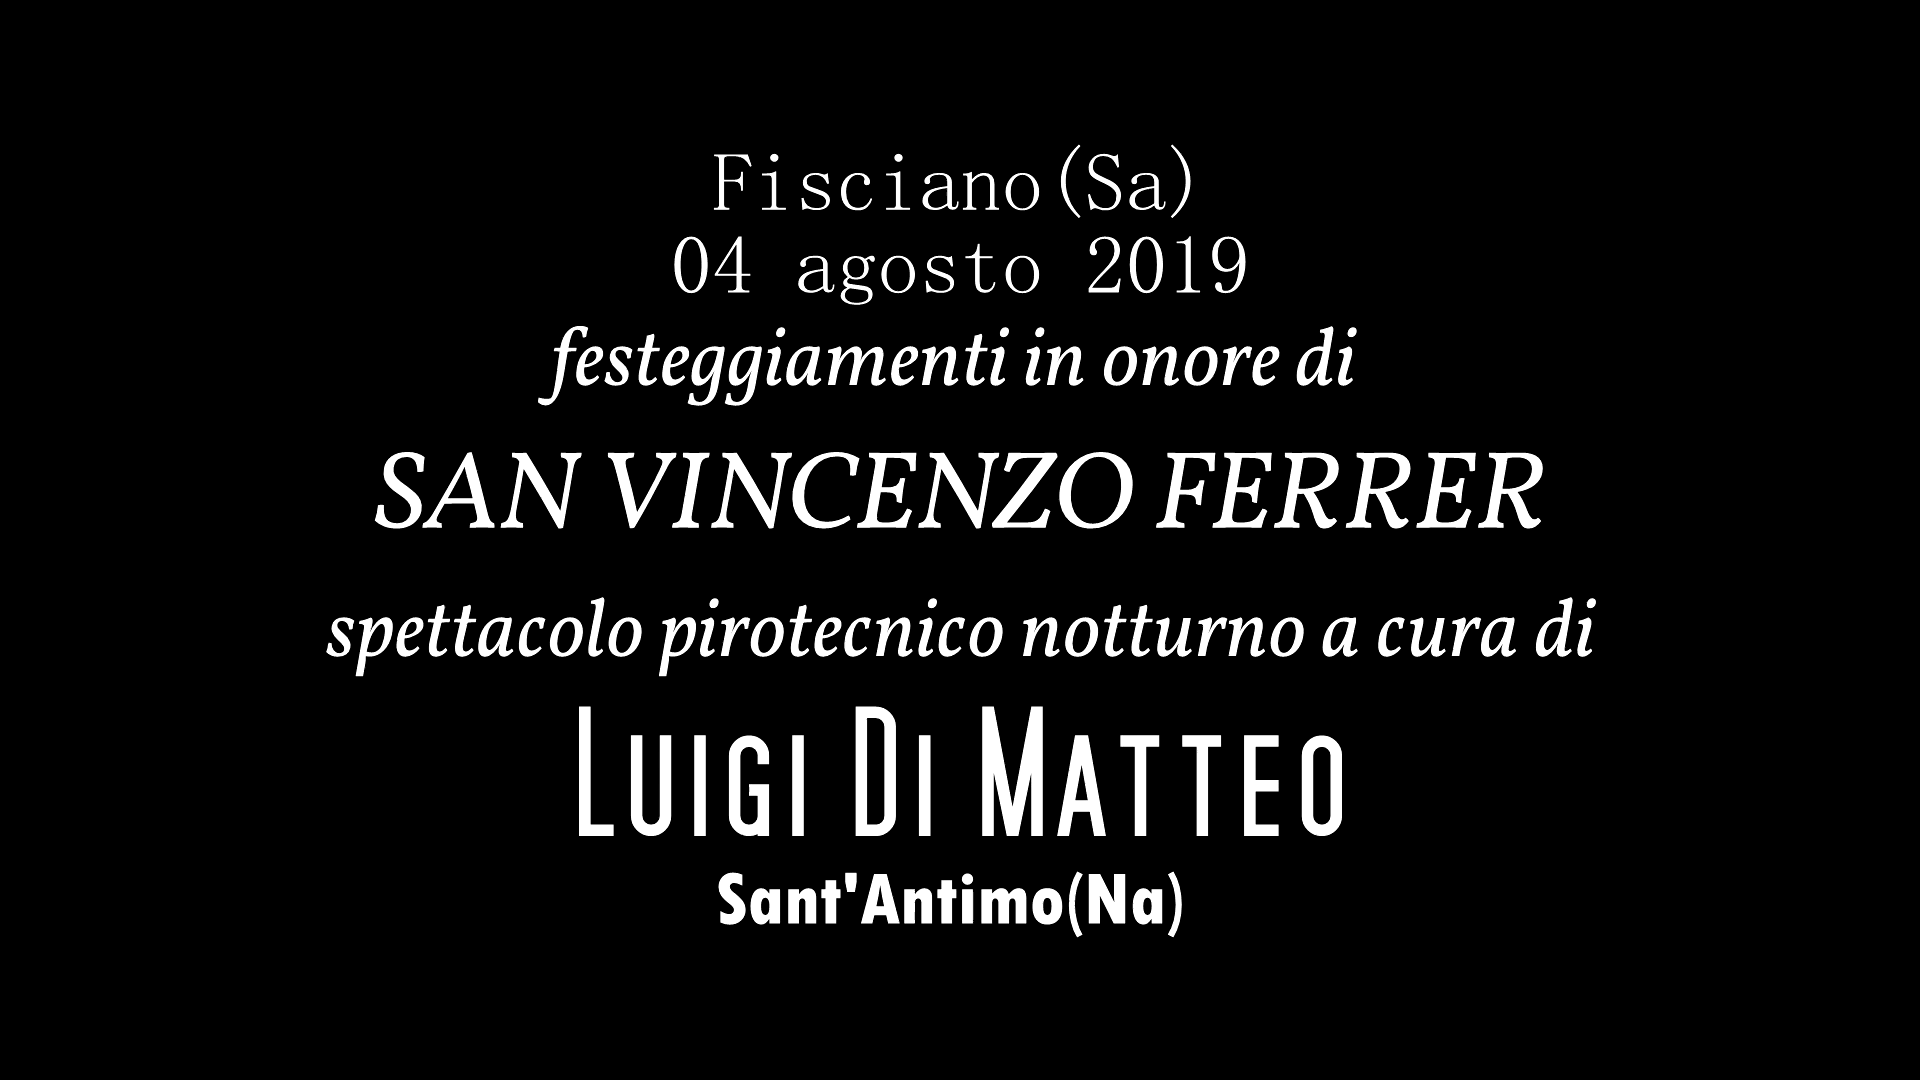 Fisciano(Sa)
04 agosto 2019
festeggiamenti in onore di
SAN VINCENZO FERRER
spettacolo pirotecnico notturno a cura di
LUIGI DI MATTEO
Sant'Antimo(Na)